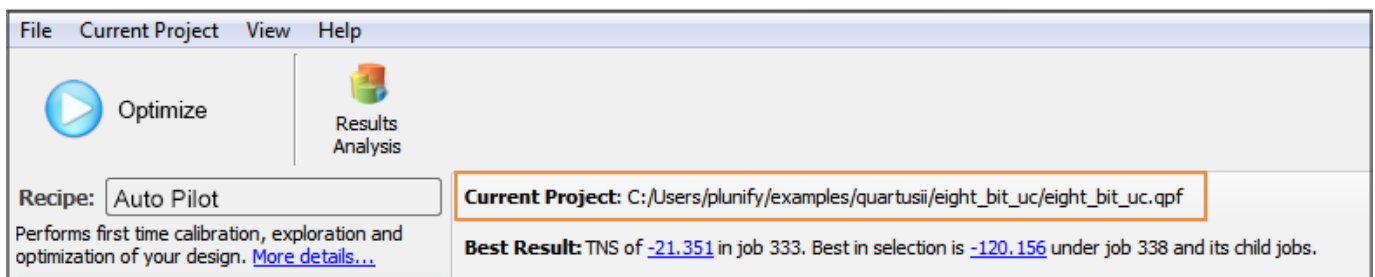 File Current Project View Help
Optimize
Results
Analysis
Recipe: Auto Pilot
Performs first time calibration, exploration and
optimization of your design. More details...
Current Project: C:/Users/plunify/examples/quartusii/eight_bit_uc/eight_bit_uc.qpf
Best Result: TNS of -21.351 in job 333. Best in selection is -120.156 under job 338 and its child jobs.